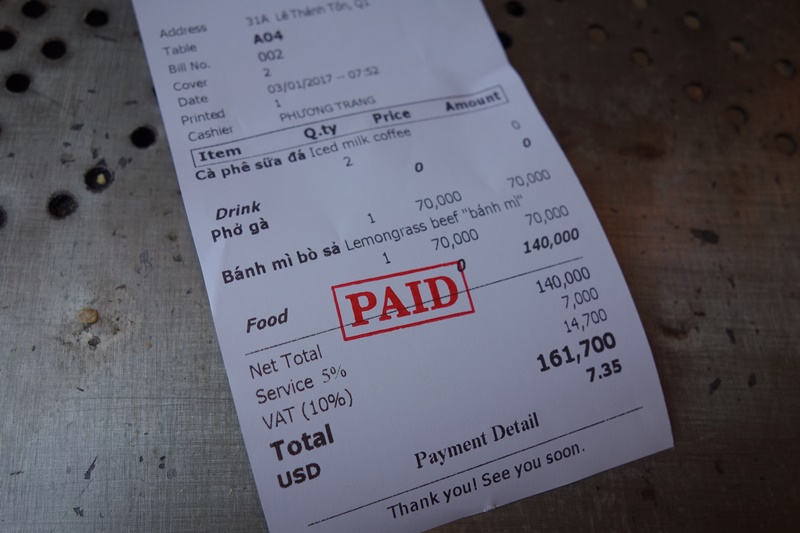 Address 31A Lê Thánh Tôn, Q1
Table A04
Bill No. 002
Cover 2
Date 03/01/2017 -- 07:52
Printed 1
Cashier PHƯƠNG TRANG
Item Q.ty Price Amount
Cà phê sữa đá Iced milk coffee
2 0 0
Drink 0
Phở gà
1 70,000 70,000
Bánh mì bò sả Lemongrass beef "bánh mì"
1 70,000 70,000
Food 0 140,000
PAID
Net Total 140,000
Service 5% 7,000
VAT (10%) 14,700
Total 161,700
USD 7.35
Payment Detail
Thank you! See you soon.